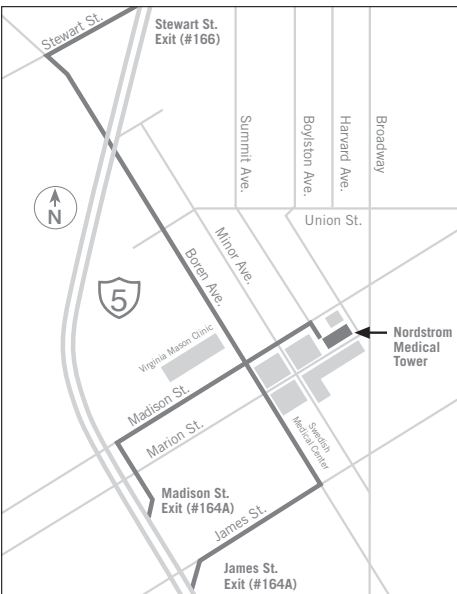 Stewart St.
Stewart St.
Exit (#166)
Summit Ave.
Boylston Ave.
Harvard Ave.
Broadway
N
Union St.
Minor Ave.
Boren Ave.
5
Virginia Mason Clinic
Nordstrom
Medical
Tower
Madison St.
Marion St.
Swedish
Medical Center
Madison St.
Exit (#164A)
James St.
James St.
Exit (#164A)